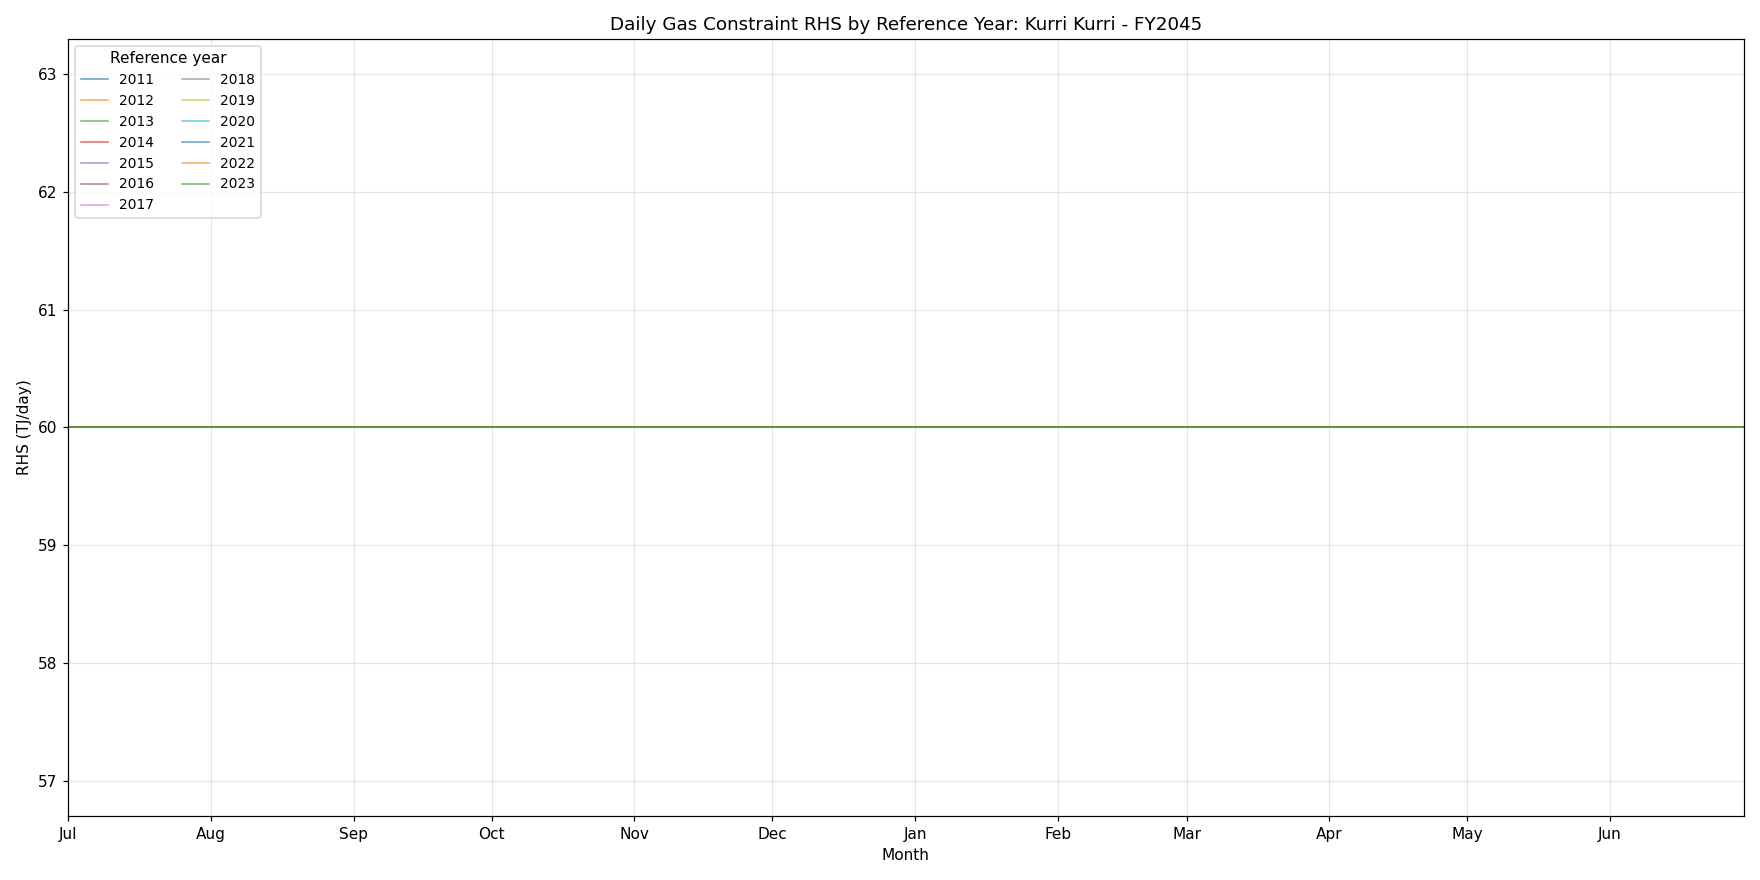 Daily Gas Constraint RHS by Reference Year: Kurri Kurri - FY2045
Reference year
2011 2018
2012 2019
2013 2020
2014 2021
2015 2022
2016 2023
2017
63
62
61
60
59
58
57
RHS (TJ/day)
Jul Aug Sep Oct Nov Dec Jan Feb Mar Apr May Jun
Month